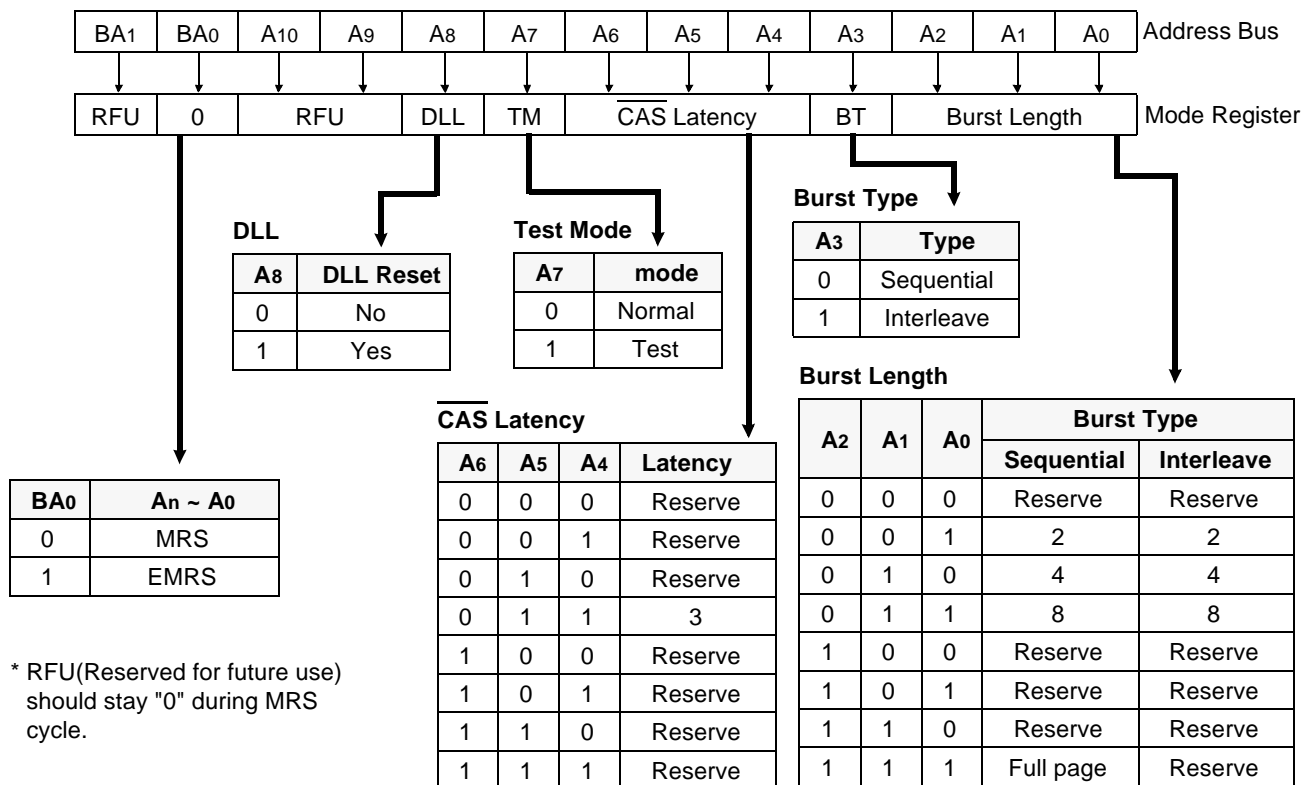 BA1 BA0 A10 A9 A8 A7 A6 A5 A4 A3 A2 A1 A0 Address Bus
RFU 0 RFU DLL TM CAS Latency BT Burst Length Mode Register
DLL
A8 DLL Reset
0 No
1 Yes
Test Mode
A7 mode
0 Normal
1 Test
Burst Type
A3 Type
0 Sequential
1 Interleave
BA0 An ~ A0
0 MRS
1 EMRS
* RFU(Reserved for future use)
should stay "0" during MRS
cycle.
CAS Latency
A6 A5 A4 Latency
0 0 0 Reserve
0 0 1 Reserve
0 1 0 Reserve
0 1 1 3
1 0 0 Reserve
1 0 1 Reserve
1 1 0 Reserve
1 1 1 Reserve
Burst Length
A2 A1 A0 Burst Type
Sequential Interleave
0 0 0 Reserve Reserve
0 0 1 2 2
0 1 0 4 4
0 1 1 8 8
1 0 0 Reserve Reserve
1 0 1 Reserve Reserve
1 1 0 Reserve Reserve
1 1 1 Full page Reserve